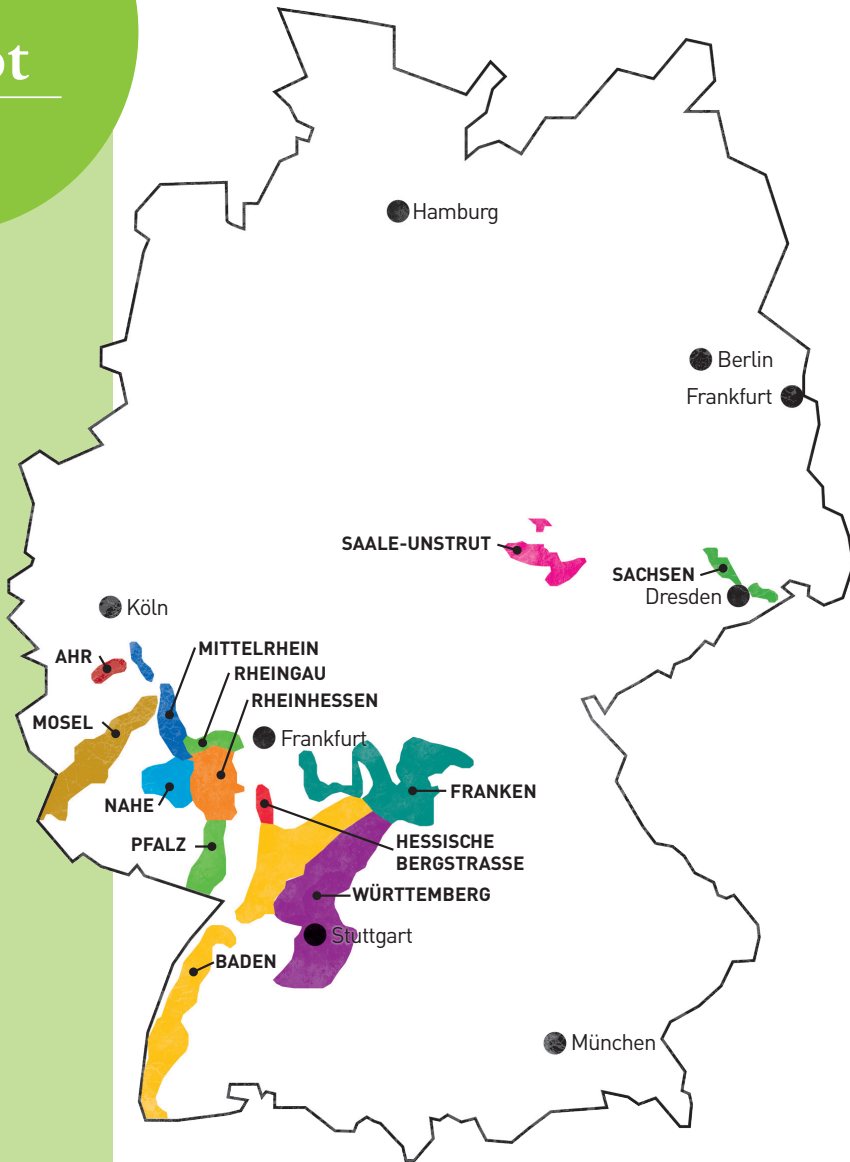 Hamburg
Berlin
Frankfurt
SAALE-UNSTRUT
SACHSEN
Dresden
Köln
MITTELRHEIN
AHR
RHEINGAU
RHEINHESSEN
MOSEL
Frankfurt
FRANKEN
NAHE
PFALZ
HESSISCHE
BERGSTRASSE
WÜRTTEMBERG
Stuttgart
BADEN
München